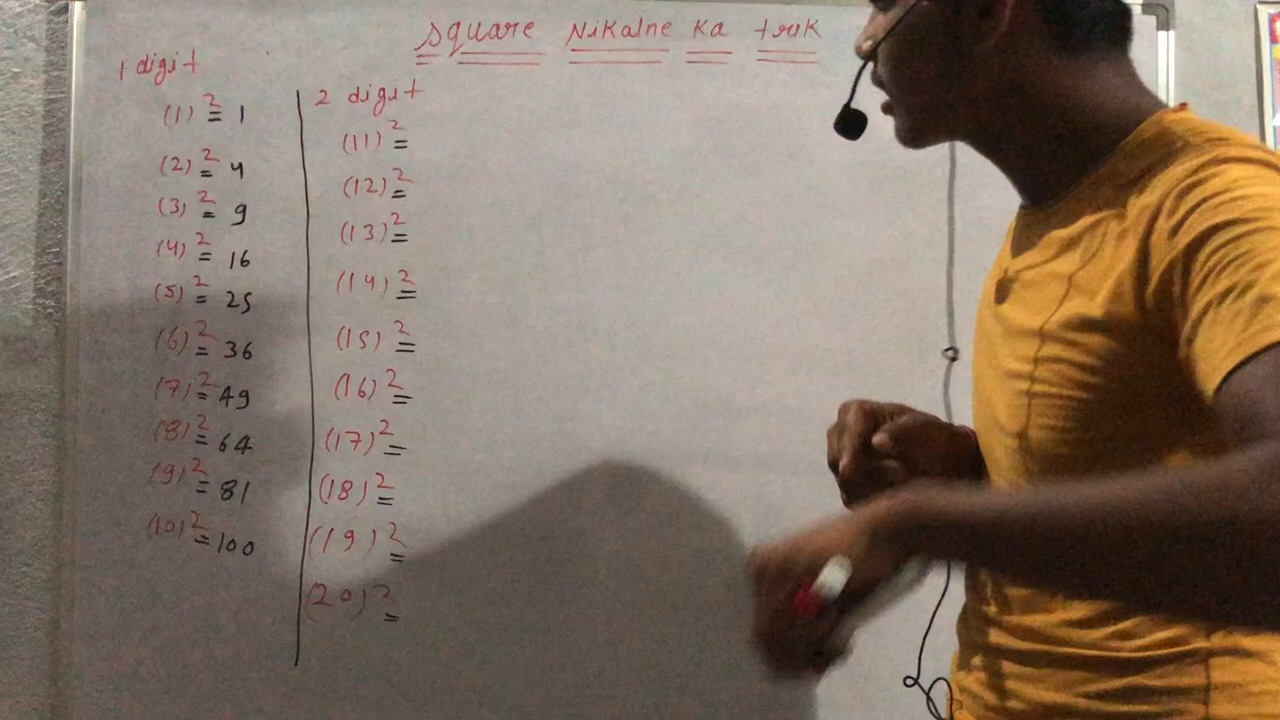 square Nikalne Ka trik
1 digit
(1)² = 1
(2)² = 4
(3)² = 9
(4)² = 16
(5)² = 25
(6)² = 36
(7)² = 49
(8)² = 64
(9)² = 81
(10)² = 100
2 digit
(11)² =
(12)² =
(13)² =
(14)² =
(15)² =
(16)² =
(17)² =
(18)² =
(19)² =
(20)² =